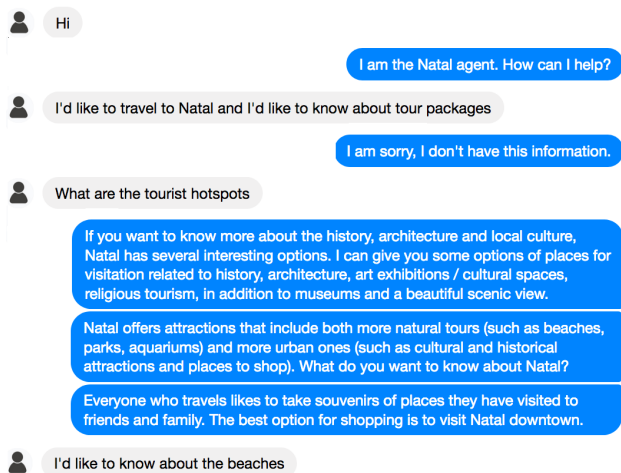 Hi
I am the Natal agent. How can I help?
I'd like to travel to Natal and I'd like to know about tour packages
I am sorry, I don't have this information.
What are the tourist hotspots
If you want to know more about the history, architecture and local culture,
Natal has several interesting options. I can give you some options of places for
visitation related to history, architecture, art exhibitions / cultural spaces,
religious tourism, in addition to museums and a beautiful scenic view.
Natal offers attractions that include both more natural tours (such as beaches,
parks, aquariums) and more urban ones (such as cultural and historical
attractions and places to shop). What do you want to know about Natal?
Everyone who travels likes to take souvenirs of places they have visited to
friends and family. The best option for shopping is to visit Natal downtown.
I'd like to know about the beaches